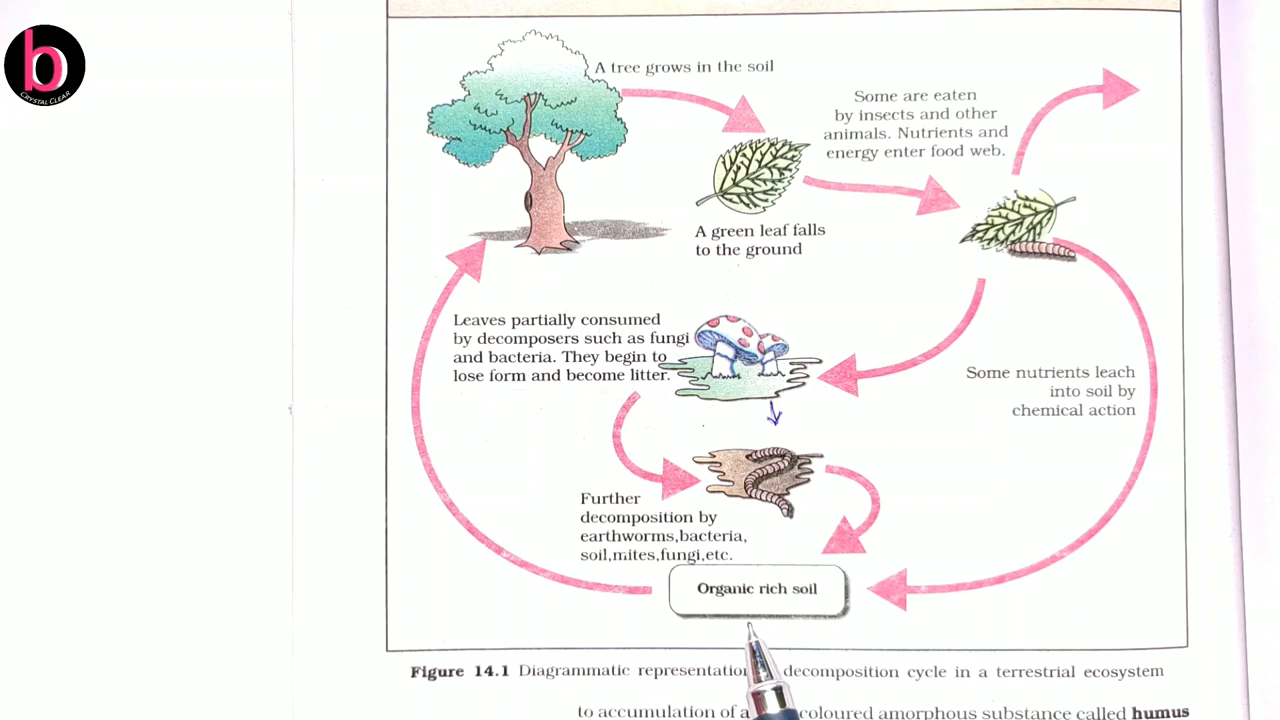 b
CRYSTAL CLEAR
A tree grows in the soil
Some are eaten
by insects and other
animals. Nutrients and
energy enter food web.
A green leaf falls
to the ground
Leaves partially consumed
by decomposers such as fungi
and bacteria. They begin to
lose form and become litter.
Some nutrients leach
into soil by
chemical action
Further
decomposition by
earthworms,bacteria,
soil,mites,fungi,etc.
Organic rich soil
Figure 14.1 Diagrammatic representation decomposition cycle in a terrestrial ecosystem
to accumulation of a coloured amorphous substance called humus